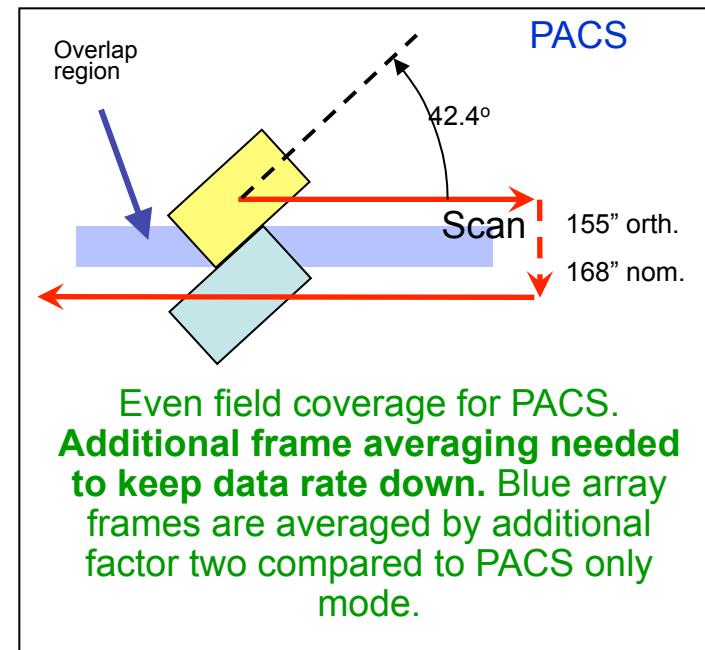 PACS
Overlap
region
42.4º
Scan
155” orth.
168” nom.
Even field coverage for PACS.
Additional frame averaging needed
to keep data rate down. Blue array
frames are averaged by additional
factor two compared to PACS only
mode.